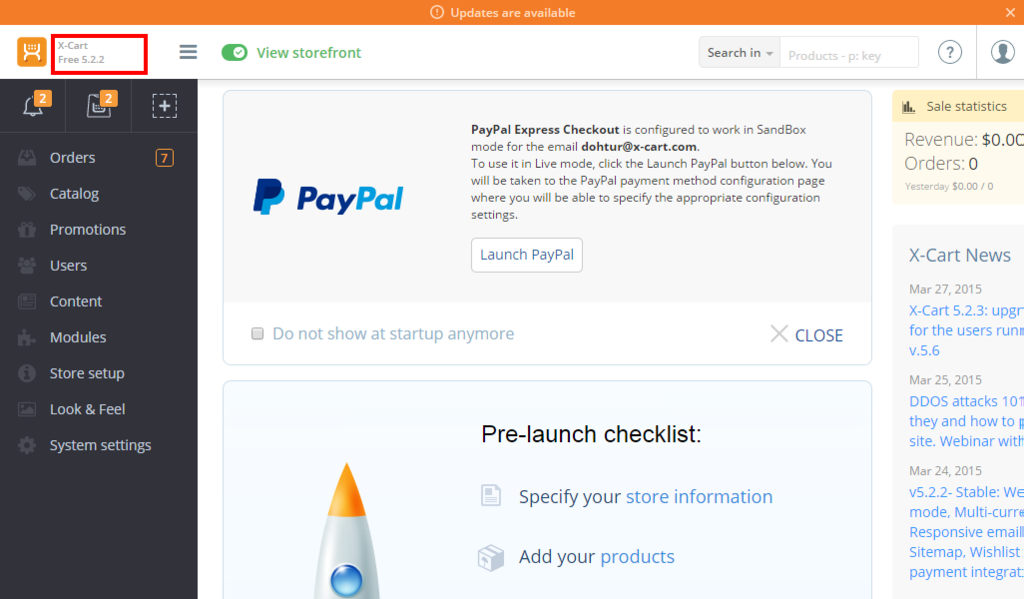 Updates are available
X-Cart
Free 5.2.2
View storefront
Search in
Products - p: key
?
2
2
Orders
7
Catalog
Promotions
Users
Content
Modules
Store setup
Look & Feel
System settings
PayPal
PayPal Express Checkout is configured to work in SandBox
mode for the email dohtur@x-cart.com.
To use it in Live mode, click the Launch PayPal button below. You
will be taken to the PayPal payment method configuration page
where you will be able to specify the appropriate configuration
settings.
Launch PayPal
Do not show at startup anymore
CLOSE
Pre-launch checklist:
Specify your store information
Add your products
Sale statistics
Revenue: $0.00
Orders: 0
Yesterday $0.00 / 0
X-Cart News
Mar 27, 2015
X-Cart 5.2.3: upgr
for the users runn
v.5.6
Mar 25, 2015
DDOS attacks 101
they and how to p
site. Webinar with
Mar 24, 2015
v5.2.2- Stable: We
mode, Multi-curre
Responsive emaill
Sitemap, Wishlist
payment integrat